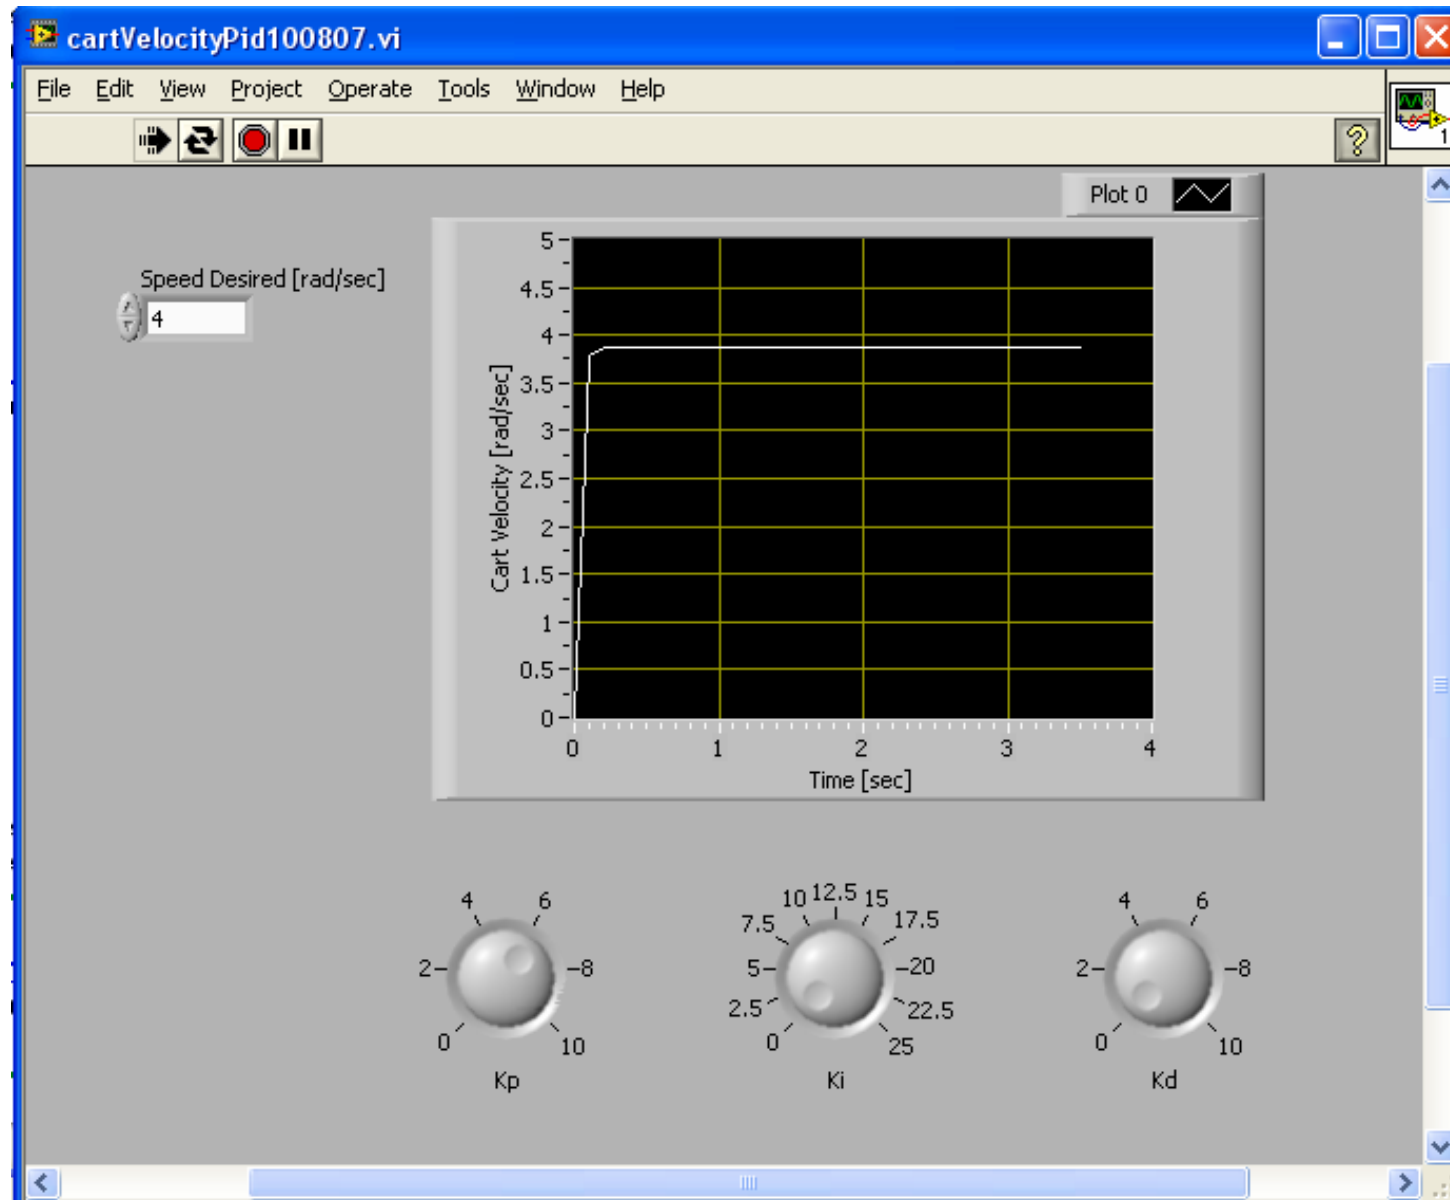 cartVelocityPid100807.vi
File Edit View Project Operate Tools Window Help
1
Plot 0
Speed Desired [rad/sec]
4
Cart Velocity [rad/sec]
5
4.5
4
3.5
3
2.5
2
1.5
1
0.5
0
0 1 2 3 4
Time [sec]
0 2 4 6 8 10
Kp
0 2.5 5 7.5 10 12.5 15 17.5 20 22.5 25
Ki
0 2 4 6 8 10
Kd